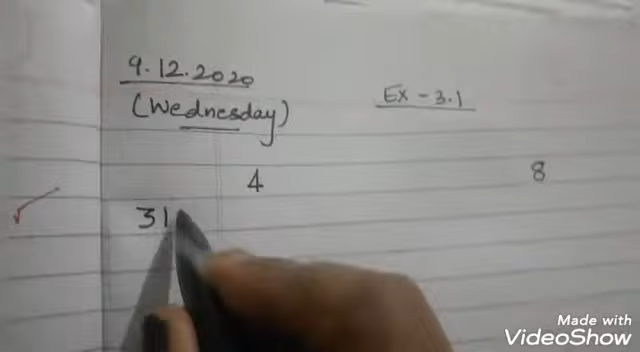 9.12.2020
(Wednesday)
Ex - 3.1
4 8
31
Made with
VideoShow